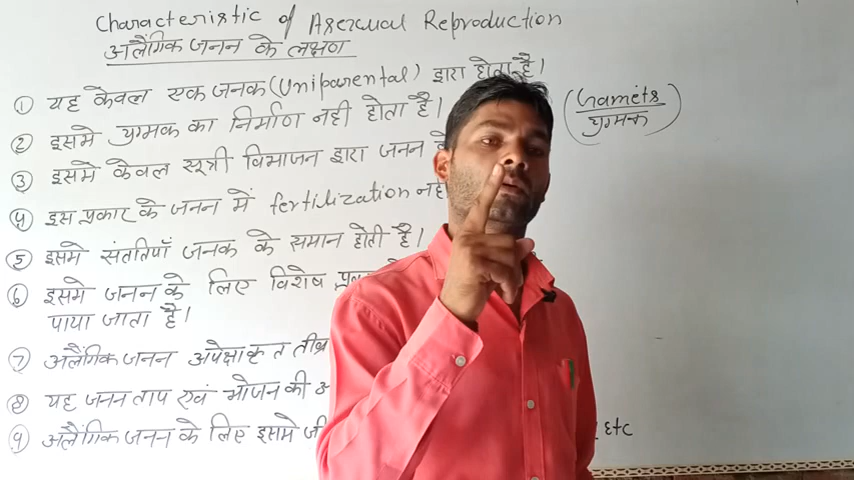 Characteristic of Asexual Reproduction
अलैंगिक जनन के लक्षण
① यह केवल एक जनक (Uniparental) द्वारा होता है।
② इसमे युग्मक का निर्माण नही होता है।
(Gamets
युग्मक)
③ इसमे केवल सूत्री विभाजन द्वारा जनन
④ इस प्रकार के जनन में fertilization
⑤ इसमे संततियाँ जनक के समान होती है।
⑥ इसमे जनन के लिए विशेष
पाया जाता है।
⑦ अलैंगिक जनन अपेक्षाकृत तीव्र
⑧ यह जनन ताप एवं भोजन की
⑨ अलैंगिक जनन के लिए इसमे
Etc